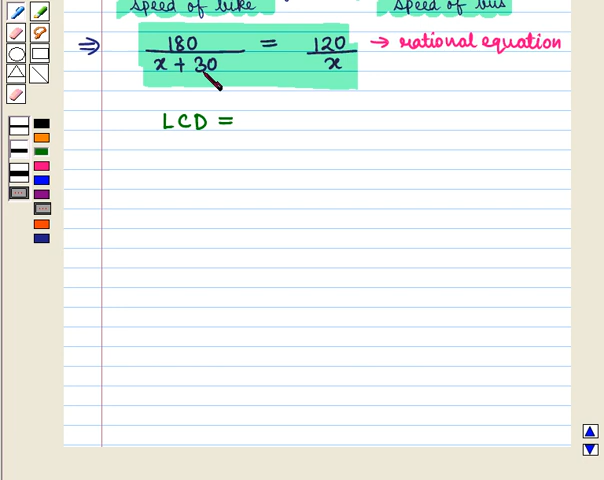 Speed of bike Speed of bus
⇒ 180/(x + 30) = 120/x → rational equation
LCD =